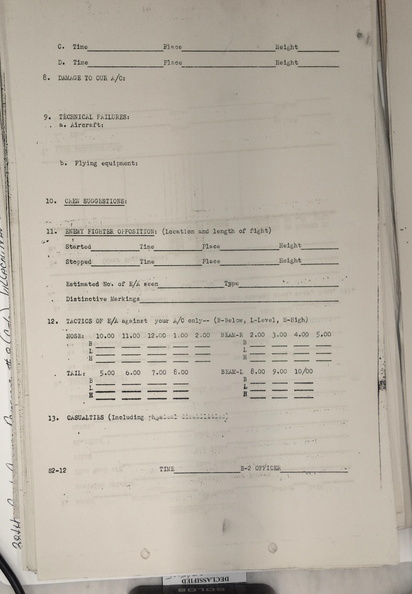 C. Time Place Height
D. Time Place Height
8. DAMAGE TO OUR A/C:
9. TECHNICAL FAILURES:
a. Aircraft:
b. Flying equipment:
10. CREW SUGGESTIONS:
11. ENEMY FIGHTER OPPOSITION: (Location and length of fight)
Started Time Place Height
Stopped Time Place Height
Estimated No. of E/A seen Type
Distinctive Markings
12. TACTICS OF E/A against your A/C only-- (B-Below, L-Level, H-High)
NOSE: 10.00 11.00 12.00 1.00 2.00 BEAM-R 2.00 3.00 4.00 5.00
B B
L L
H H
TAIL: 5.00 6.00 7.00 8.00 BEAM-L 8.00 9.00 10/00
B B
L L
H H
13. CASUALTIES (Including physical
S2-12 TIME S-2 OFFICER
DECLASSIFIED